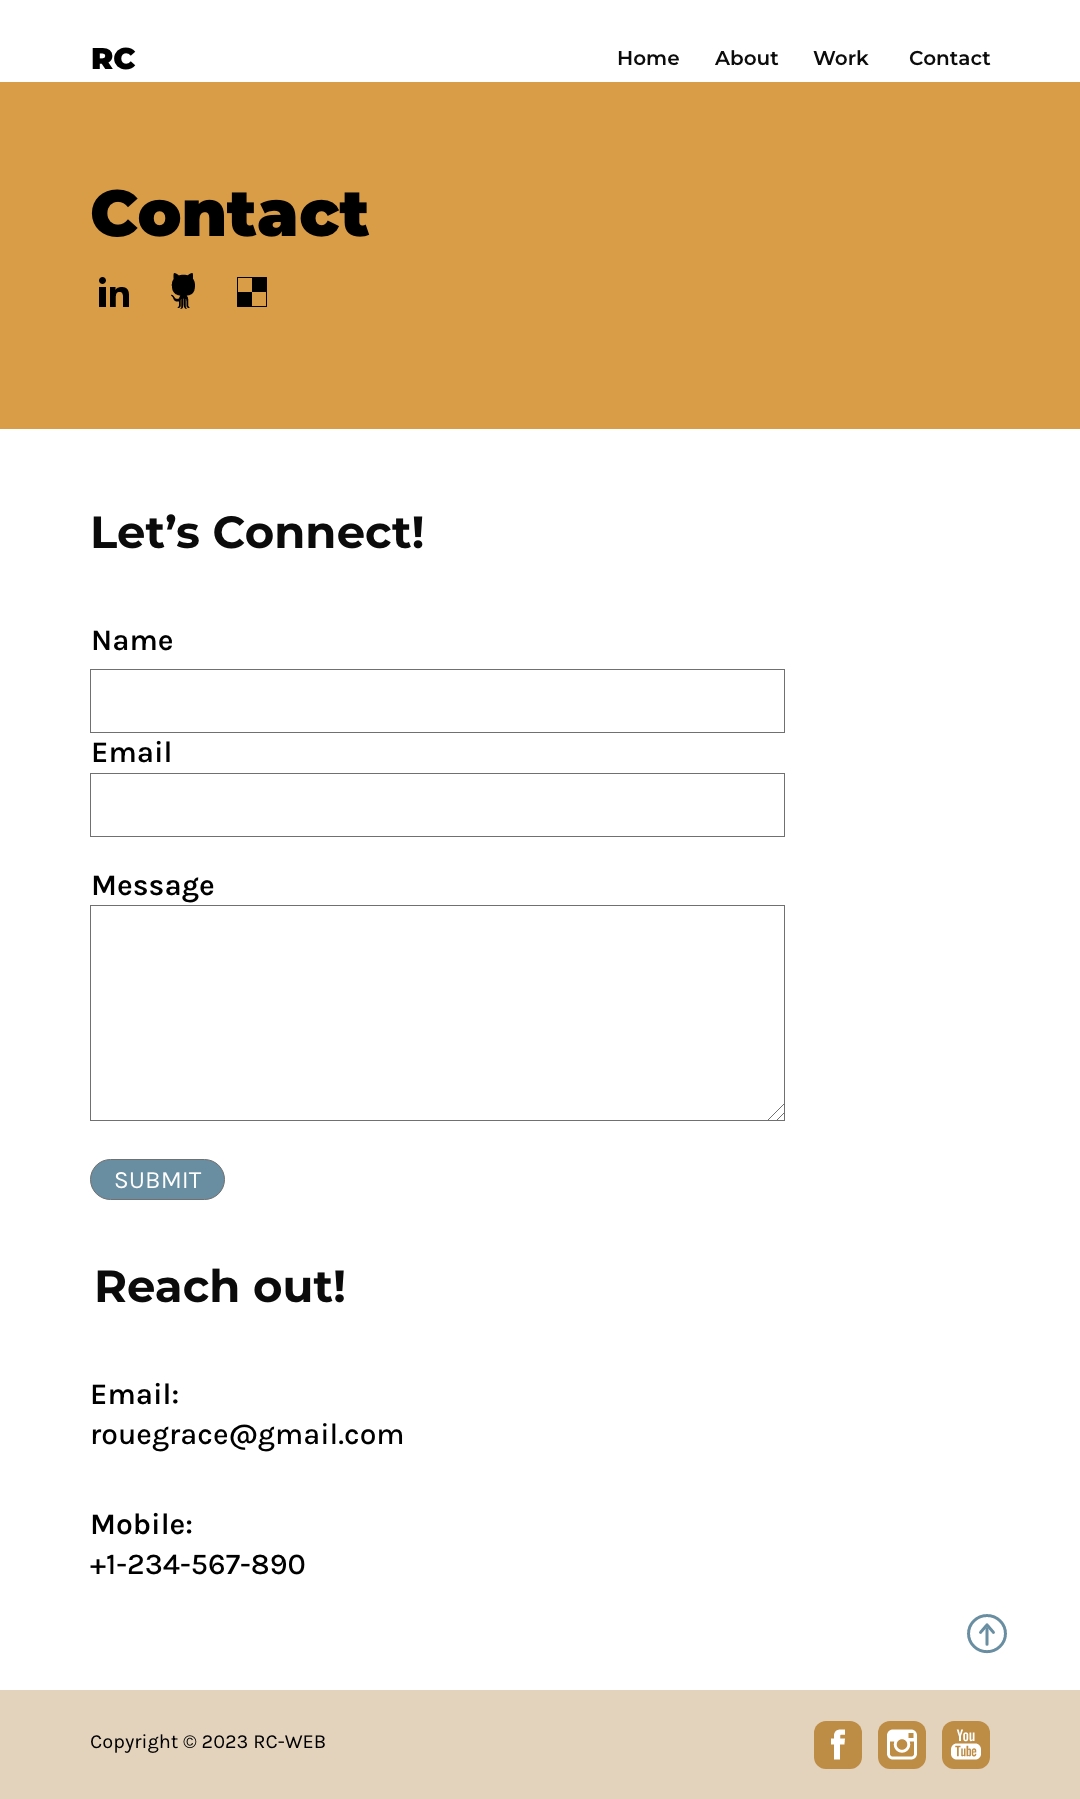 RC
Home About Work Contact
Contact
in
Let’s Connect!
Name
Email
Message
SUBMIT
Reach out!
Email:
rouegrace@gmail.com
Mobile:
+1-234-567-890
Copyright © 2023 RC-WEB
f
You
Tube